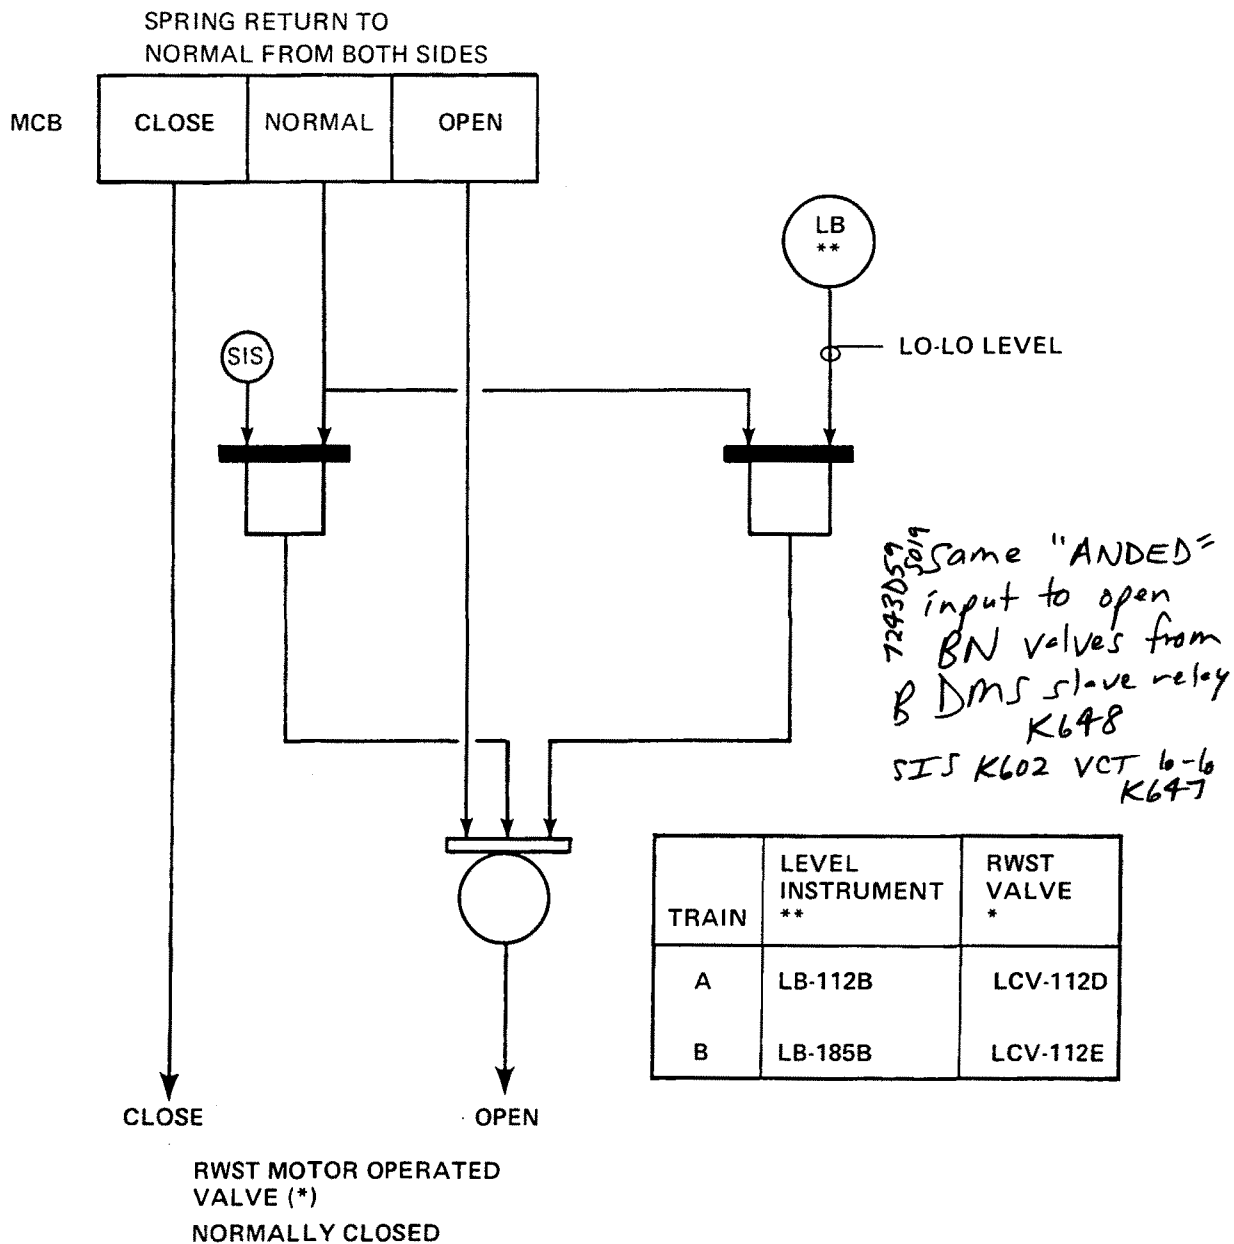 SPRING RETURN TO
NORMAL FROM BOTH SIDES
MCB
CLOSE
NORMAL
OPEN
LB
**
SIS
LO-LO LEVEL
7243D59
S019
Same "ANDED"
input to open
BN valves from
B DMS slave relay
K648
SIS K602 VCT lo-lo
K647
TRAIN
LEVEL
INSTRUMENT
**
RWST
VALVE
*
A
LB-112B
LCV-112D
B
LB-185B
LCV-112E
CLOSE
OPEN
RWST MOTOR OPERATED
VALVE (*)
NORMALLY CLOSED